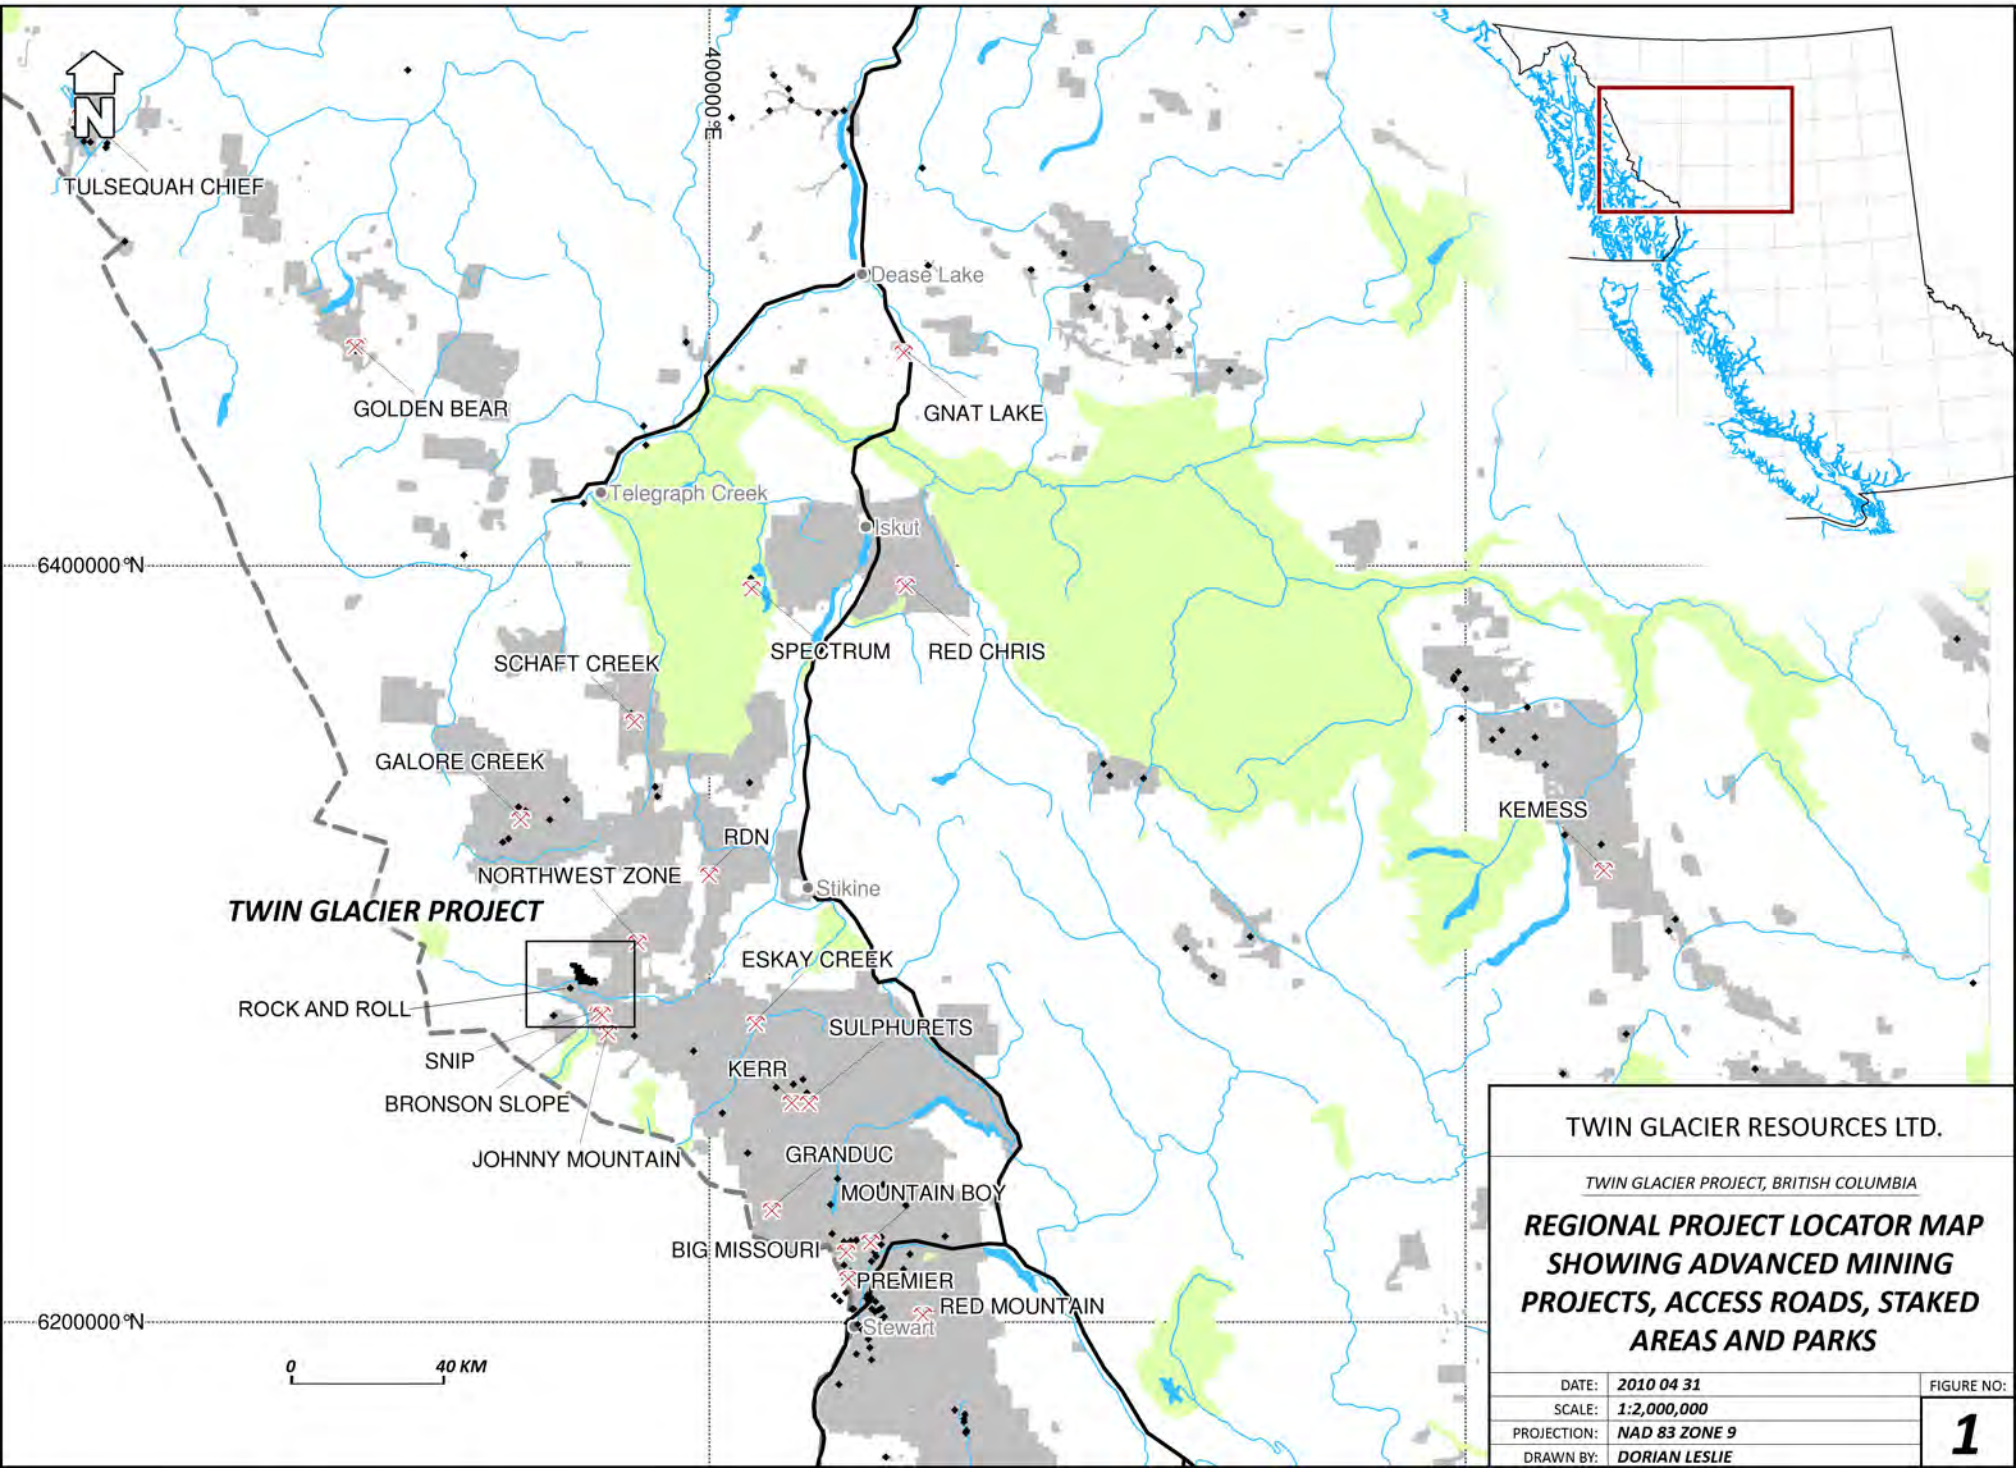 N
400000°E
TULSEQUAH CHIEF
Dease Lake
GOLDEN BEAR
GNAT LAKE
Telegraph Creek
Iskut
6400000°N
SPECTRUM
RED CHRIS
SCHAFT CREEK
GALORE CREEK
KEMESS
RDN
NORTHWEST ZONE
Stikine
TWIN GLACIER PROJECT
ESKAY CREEK
ROCK AND ROLL
SULPHURETS
SNIP
KERR
BRONSON SLOPE
JOHNNY MOUNTAIN
GRANDUC
MOUNTAIN BOY
BIG MISSOURI
PREMIER
RED MOUNTAIN
6200000°N
Stewart
0 40 KM
TWIN GLACIER RESOURCES LTD.
TWIN GLACIER PROJECT, BRITISH COLUMBIA
REGIONAL PROJECT LOCATOR MAP
SHOWING ADVANCED MINING
PROJECTS, ACCESS ROADS, STAKED
AREAS AND PARKS
DATE: 2010 04 31
FIGURE NO:
SCALE: 1:2,000,000
PROJECTION: NAD 83 ZONE 9
DRAWN BY: DORIAN LESLIE
1